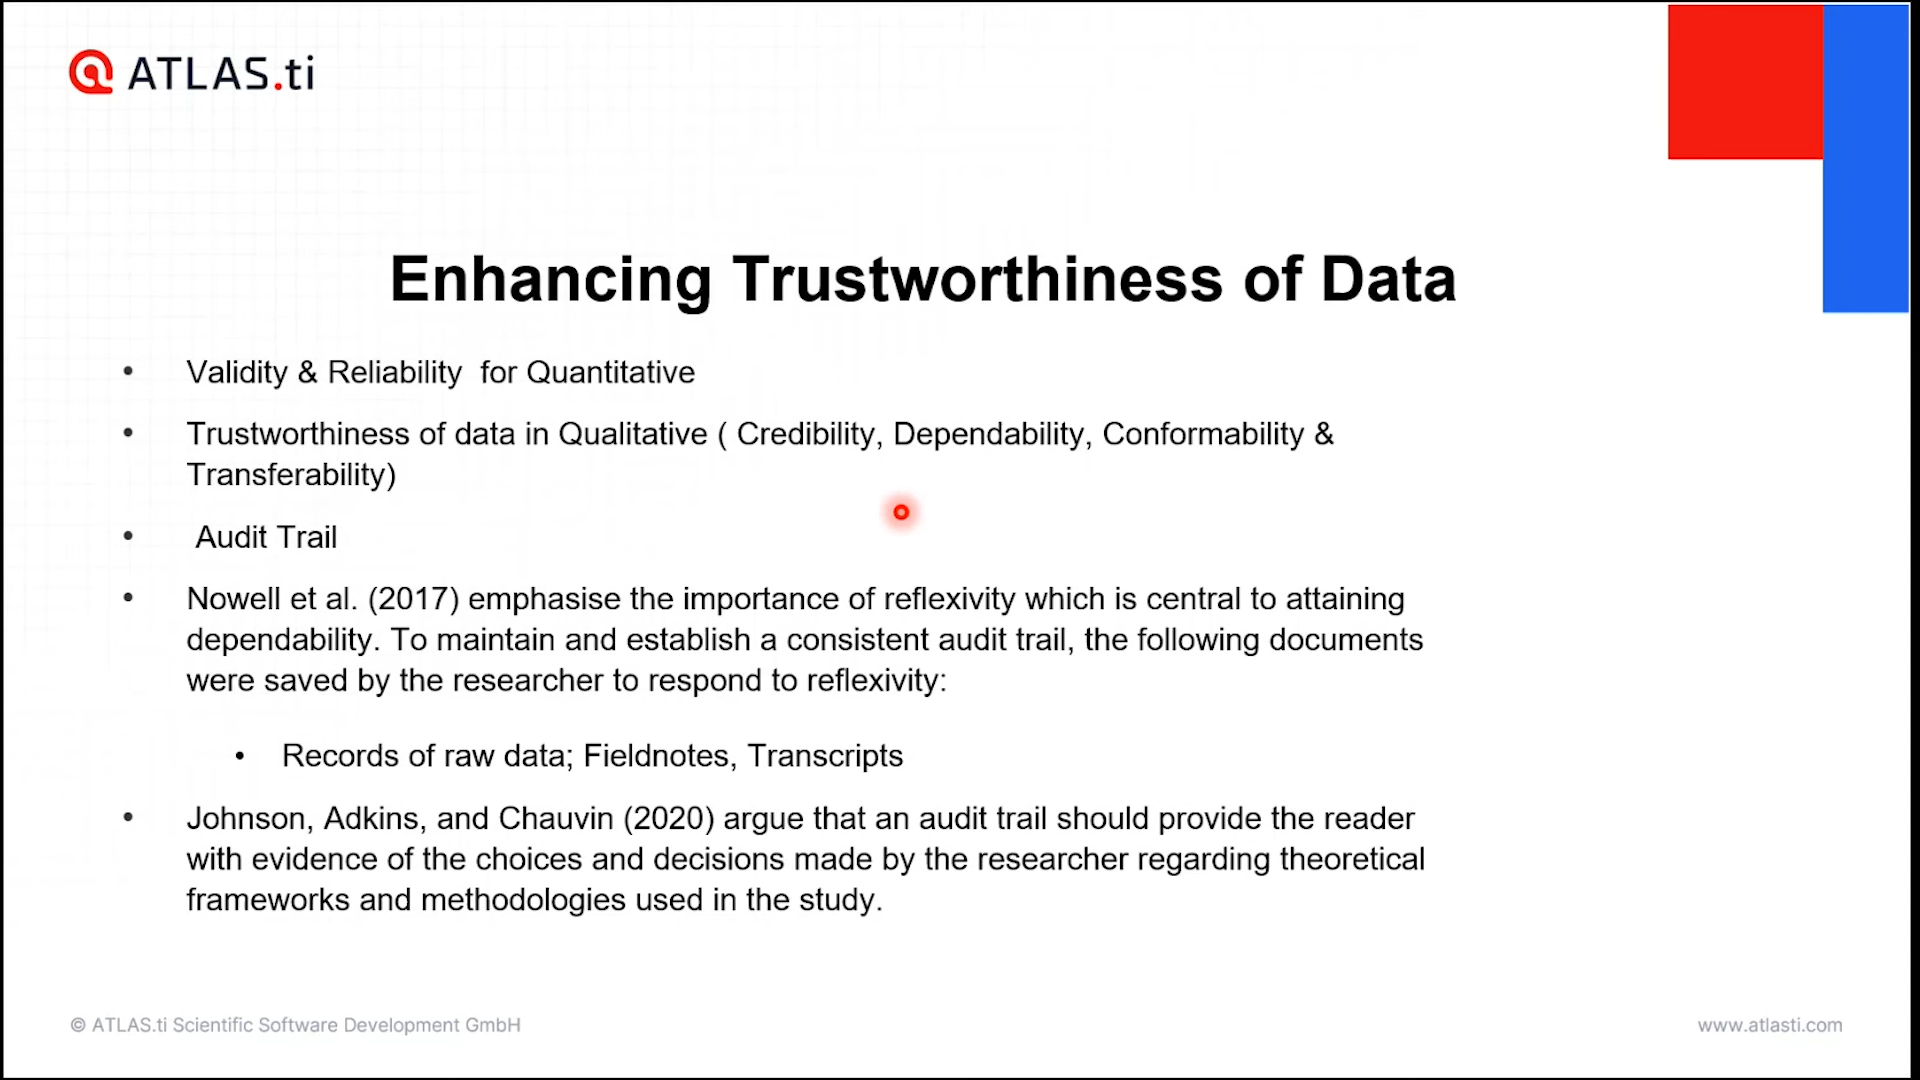 ATLAS.ti
Enhancing Trustworthiness of Data
• Validity & Reliability  for Quantitative
• Trustworthiness of data in Qualitative ( Credibility, Dependability, Conformability &
Transferability)
• Audit Trail
• Nowell et al. (2017) emphasise the importance of reflexivity which is central to attaining
dependability. To maintain and establish a consistent audit trail, the following documents
were saved by the researcher to respond to reflexivity:
• Records of raw data; Fieldnotes, Transcripts
• Johnson, Adkins, and Chauvin (2020) argue that an audit trail should provide the reader
with evidence of the choices and decisions made by the researcher regarding theoretical
frameworks and methodologies used in the study.
© ATLAS.ti Scientific Software Development GmbH
www.atlasti.com